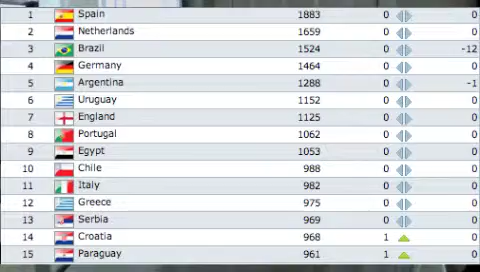 1 Spain 1883 0 0
2 Netherlands 1659 0 0
3 Brazil 1524 0 -12
4 Germany 1464 0 0
5 Argentina 1288 0 -1
6 Uruguay 1152 0 0
7 England 1125 0 0
8 Portugal 1062 0 0
9 Egypt 1053 0 0
10 Chile 988 0 0
11 Italy 982 0 0
12 Greece 975 0 0
13 Serbia 969 0 0
14 Croatia 968 1 0
15 Paraguay 961 1 0